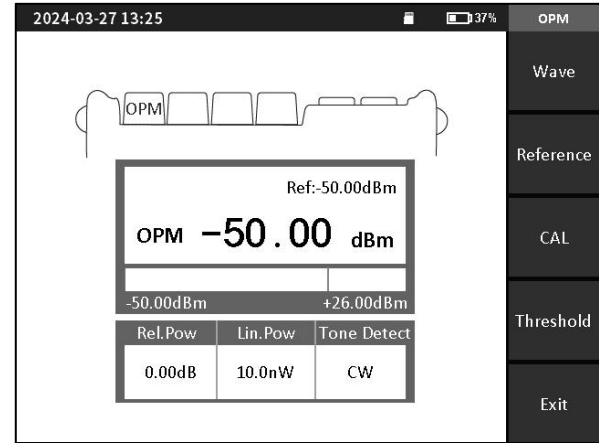 2024-03-27 13:25 37% OPM
Wave
OPM
Reference
Ref:-50.00dBm
OPM -50.00 dBm
CAL
-50.00dBm +26.00dBm
Threshold
Rel.Pow Lin.Pow Tone Detect
0.00dB 10.0nW CW
Exit